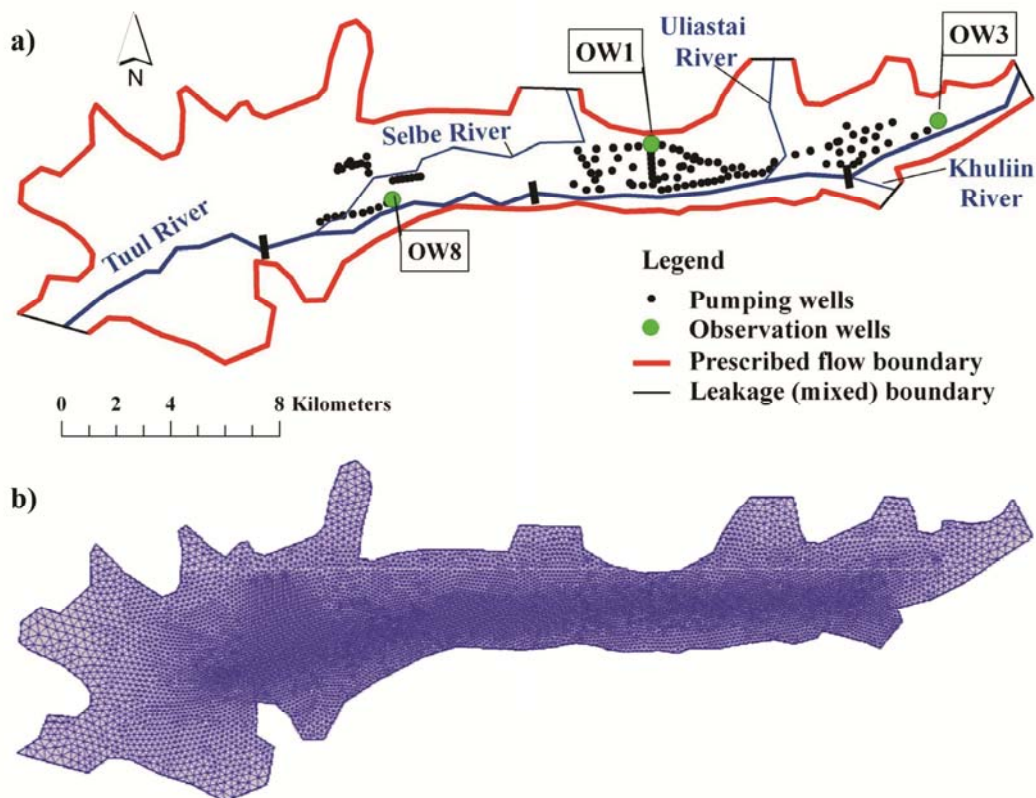 a)
N
OW1
Uliastai
River
OW3
Selbe River
Khuliin
River
Tuul River
OW8
Legend
Pumping wells
Observation wells
Prescribed flow boundary
Leakage (mixed) boundary
0 2 4 8 Kilometers
b)